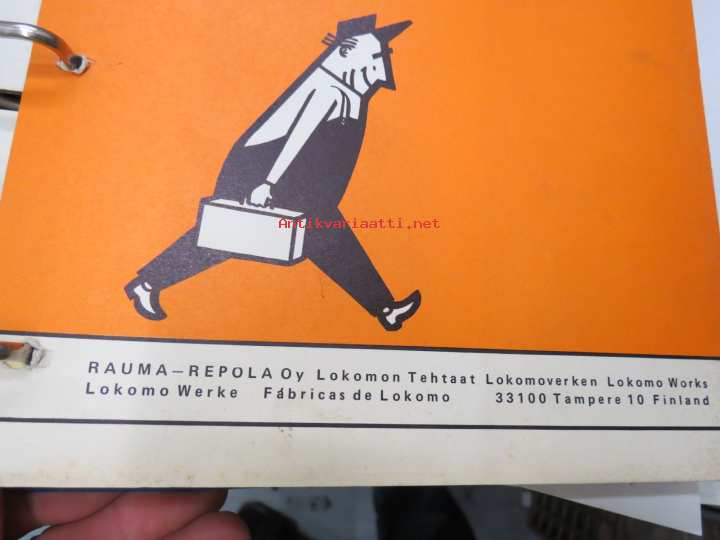 Antikvariaatti.net
RAUMA–REPOLA Oy Lokomon Tehtaat Lokomoverken Lokomo Works
Lokomo Werke Fábricas de Lokomo 33100 Tampere 10 Finland